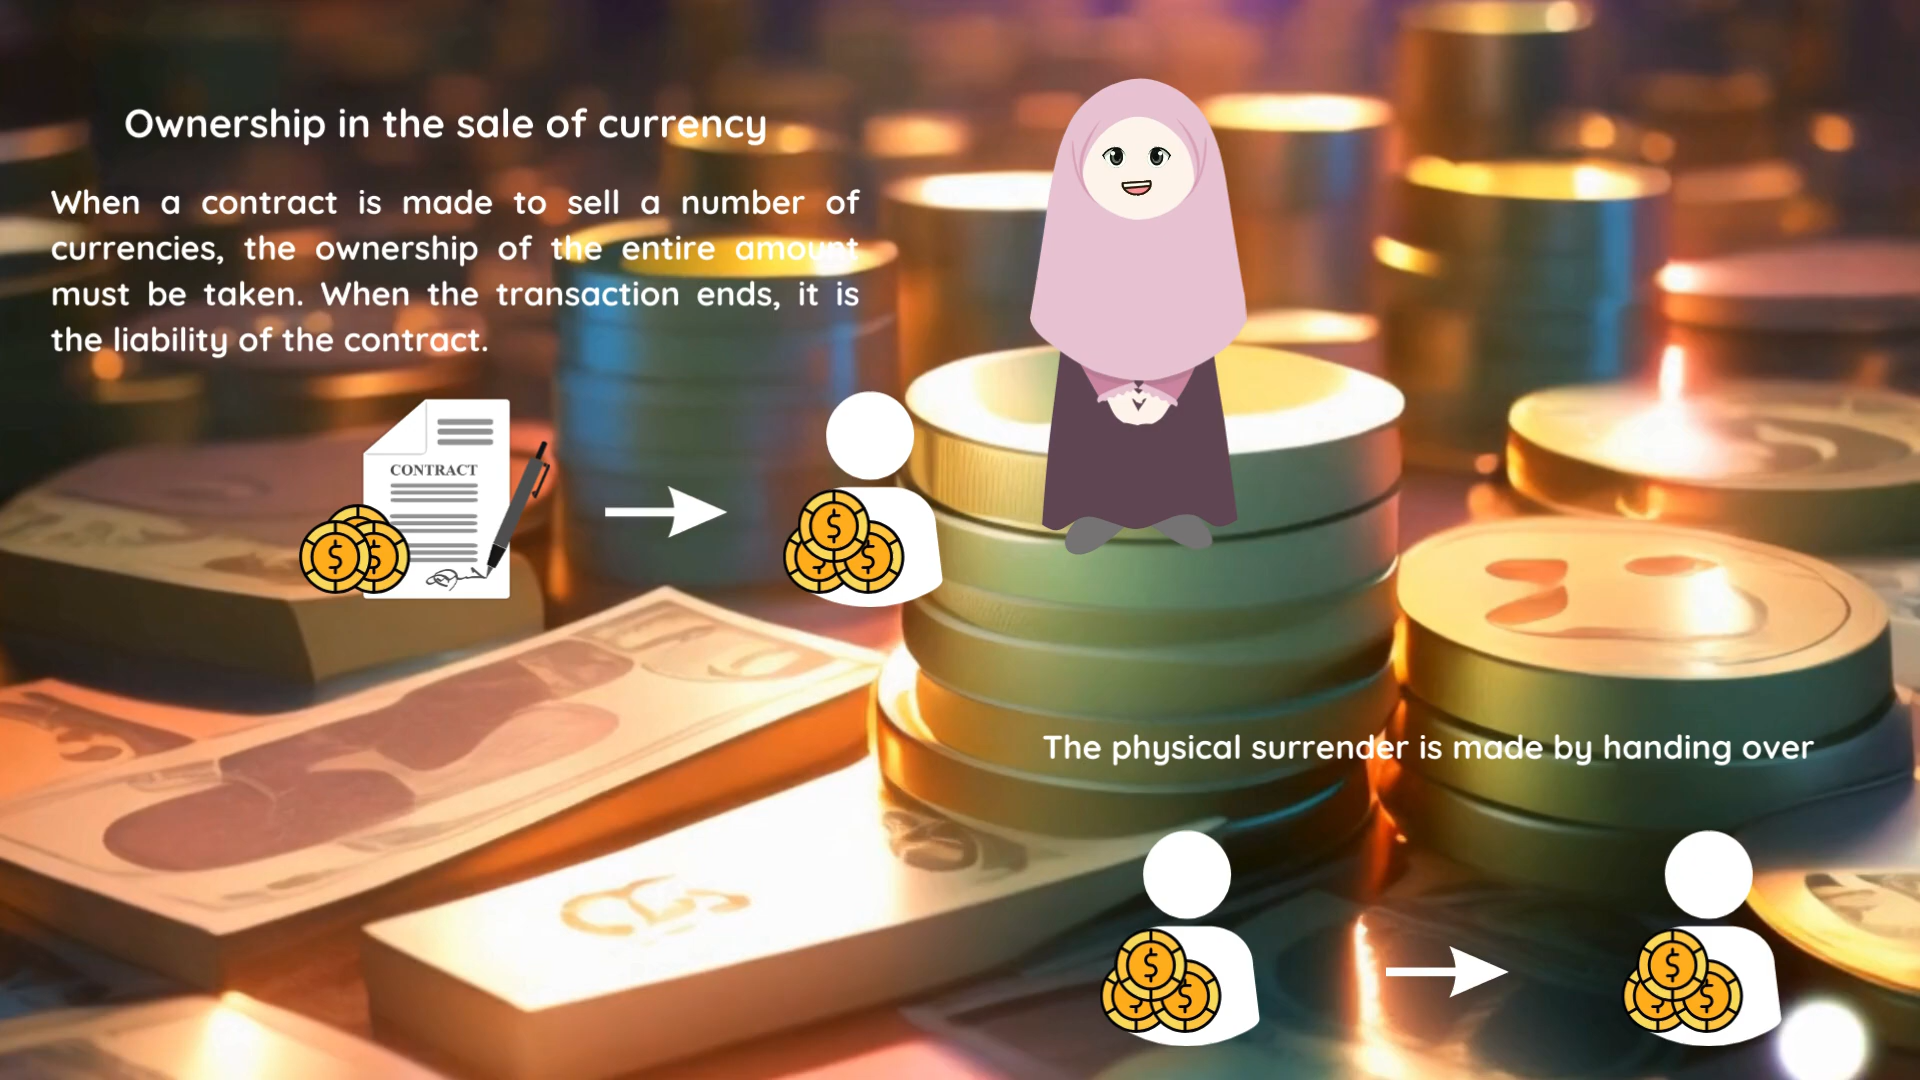 Ownership in the sale of currency
When a contract is made to sell a number of
currencies, the ownership of the entire amount
must be taken. When the transaction ends, it is
the liability of the contract.
CONTRACT
The physical surrender is made by handing over